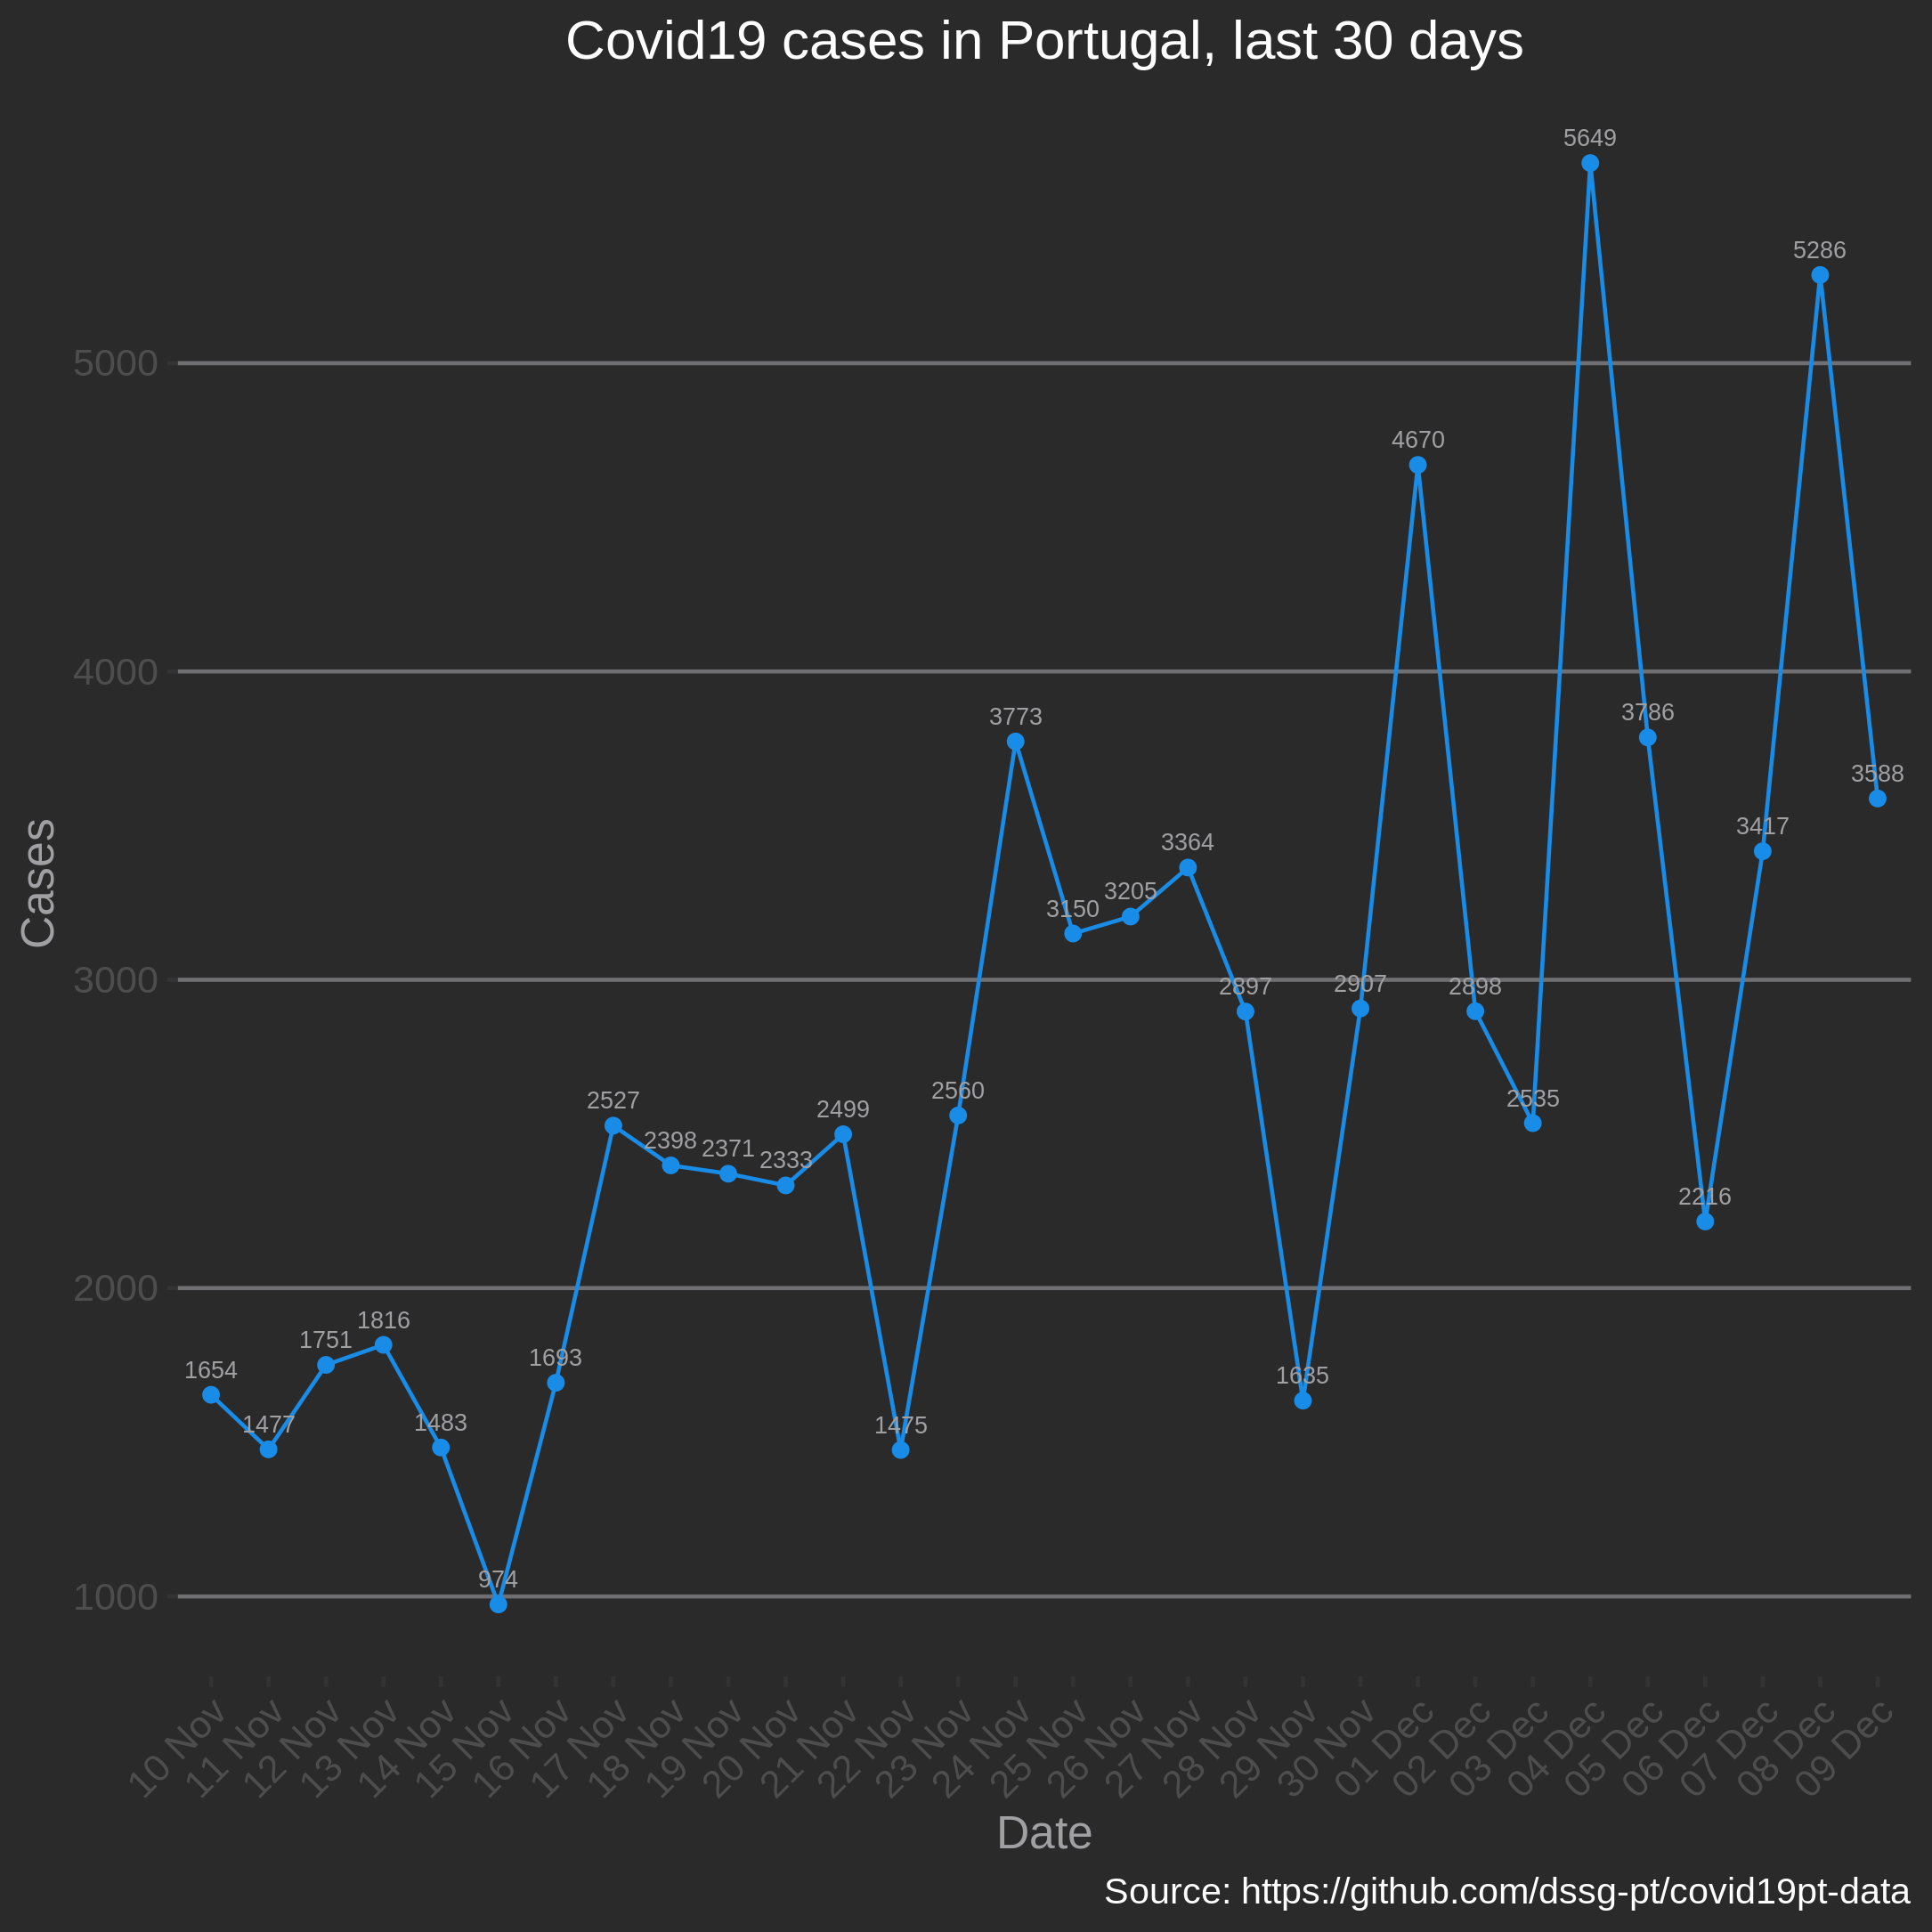 Covid19 cases in Portugal, last 30 days
5649
5286
5000
4670
4000
3773
3786
3588
3417
3364
3205
3150
Cases
3000
2897
2907
2898
2560
2535
2527
2499
2398
2371
2333
2216
2000
1816
1751
1693
1654
1635
1483
1477
1475
974
1000
10 Nov
11 Nov
12 Nov
13 Nov
14 Nov
15 Nov
16 Nov
17 Nov
18 Nov
19 Nov
20 Nov
21 Nov
22 Nov
23 Nov
24 Nov
25 Nov
26 Nov
27 Nov
28 Nov
29 Nov
30 Nov
01 Dec
02 Dec
03 Dec
04 Dec
05 Dec
06 Dec
07 Dec
08 Dec
09 Dec
Date
Source: https://github.com/dssg-pt/covid19pt-data